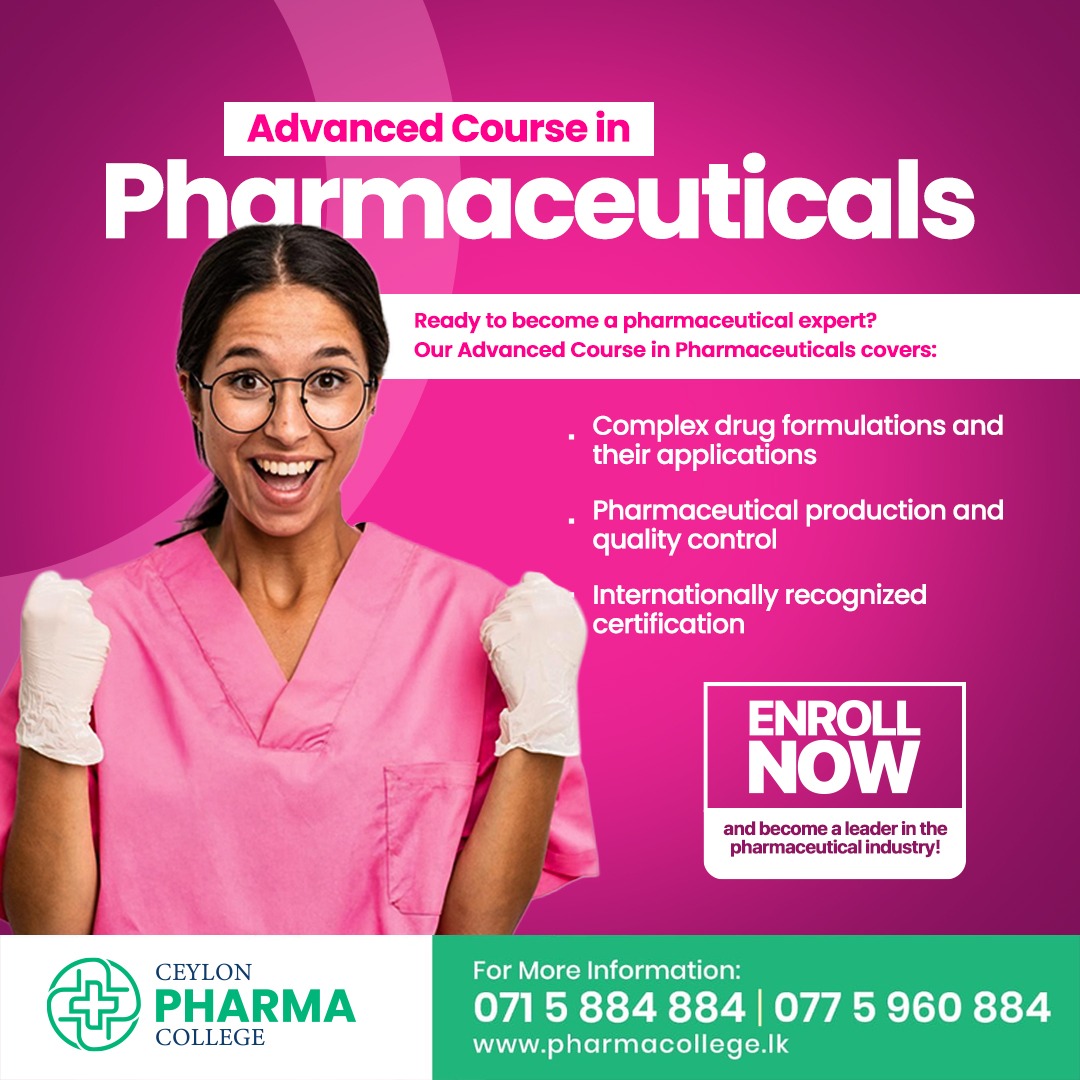 Advanced Course in
Pharmaceuticals
Ready to become a pharmaceutical expert?
Our Advanced Course in Pharmaceuticals covers:
Complex drug formulations and
their applications
Pharmaceutical production and
quality control
Internationally recognized
certification
ENROLL
NOW
and become a leader in the
pharmaceutical industry!
CEYLON
PHARMA
COLLEGE
For More Information:
071 5 884 884 | 077 5 960 884
www.pharmacollege.lk